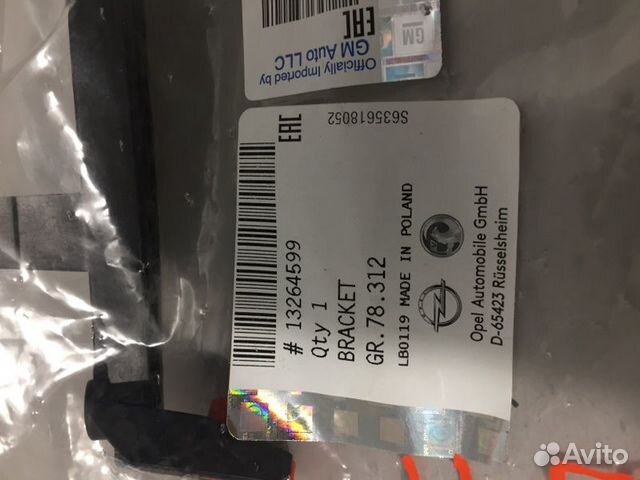 Officially Imported by
GM Auto LLC
EAC
GM
EAC
S635618052
# 13264599
Qty 1
BRACKET
GR.78.312
LB0119 MADE IN POLAND
Opel Automobile GmbH
D-65423 Rüsselsheim
Avito